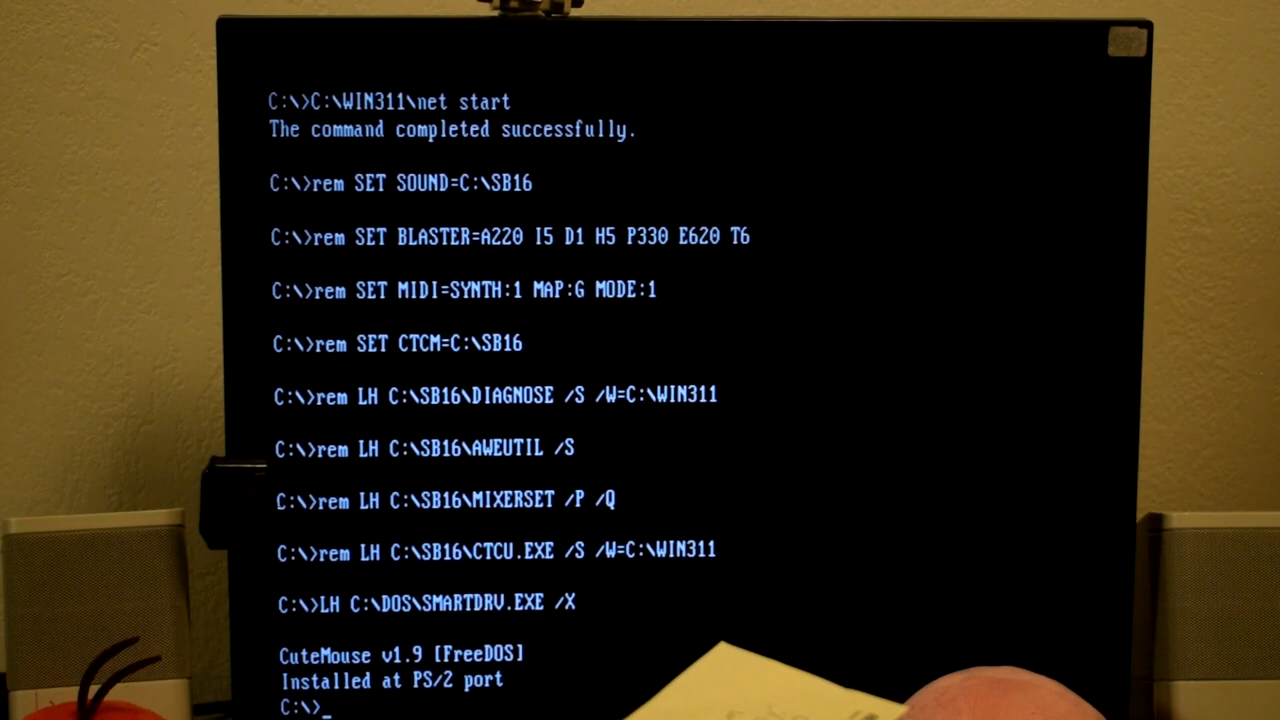 C:\>C:\WIN311\net start
The command completed successfully.
C:\>rem SET SOUND=C:\SB16
C:\>rem SET BLASTER=A220 I5 D1 H5 P330 E620 T6
C:\>rem SET MIDI=SYNTH:1 MAP:G MODE:1
C:\>rem SET CTCM=C:\SB16
C:\>rem LH C:\SB16\DIAGNOSE /S /W=C:\WIN311
C:\>rem LH C:\SB16\AWEUTIL /S
C:\>rem LH C:\SB16\MIXERSET /P /Q
C:\>rem LH C:\SB16\CTCU.EXE /S /W=C:\WIN311
C:\>LH C:\DOS\SMARTDRV.EXE /X
CuteMouse v1.9 [FreeDOS]
Installed at PS/2 port
C:\>_